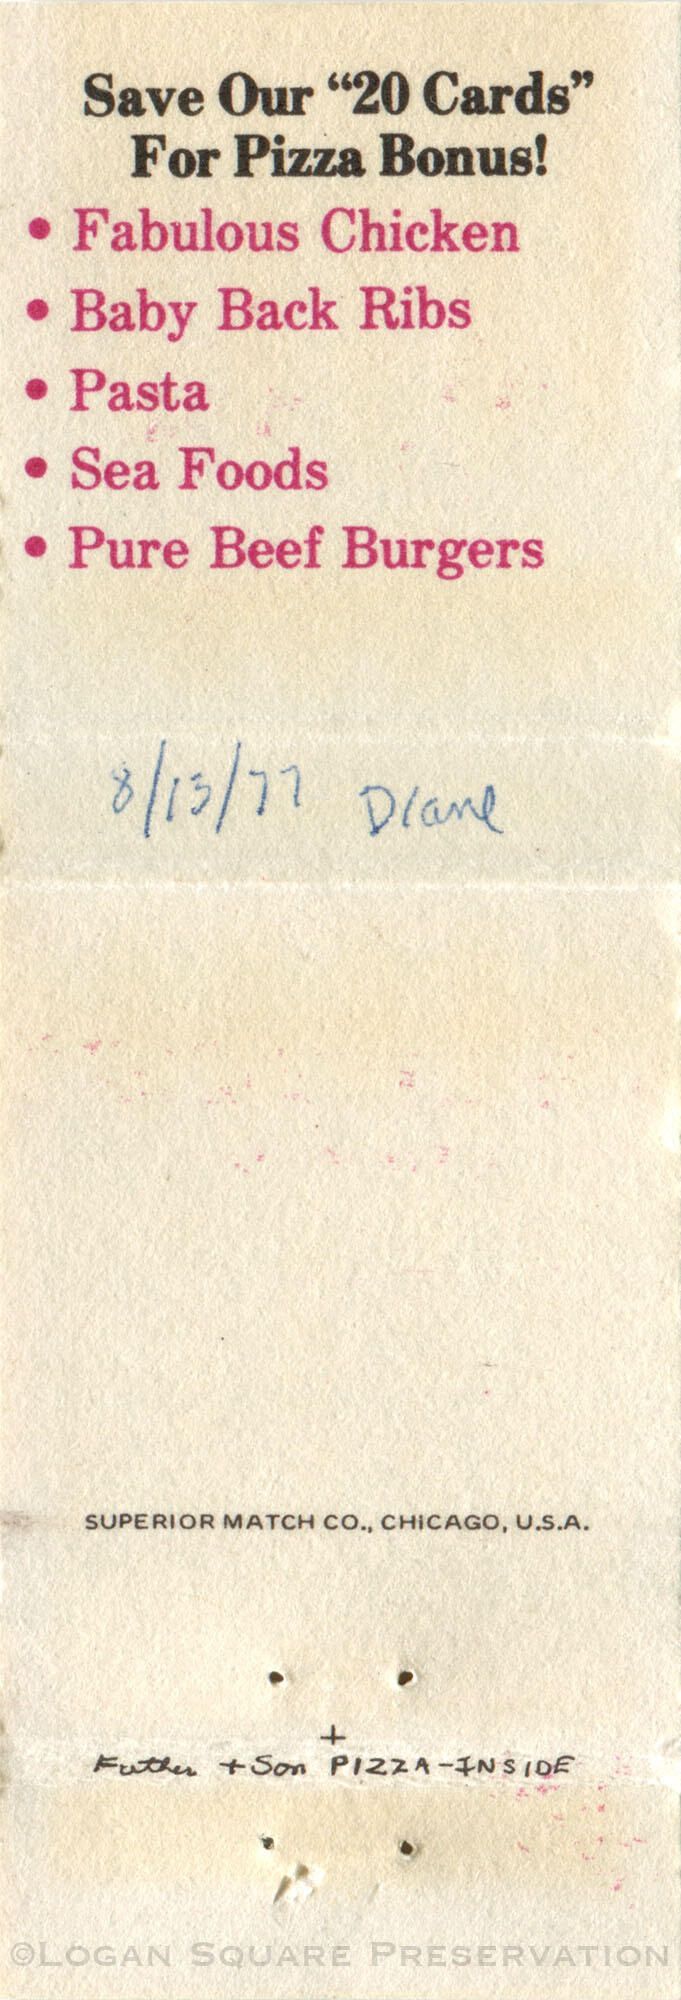 Save Our “20 Cards”
For Pizza Bonus!
• Fabulous Chicken
• Baby Back Ribs
• Pasta
• Sea Foods
• Pure Beef Burgers
8/13/77 Diane
SUPERIOR MATCH CO., CHICAGO, U.S.A.
+
Father + Son PIZZA-INSIDE
©LOGAN SQUARE PRESERVATION